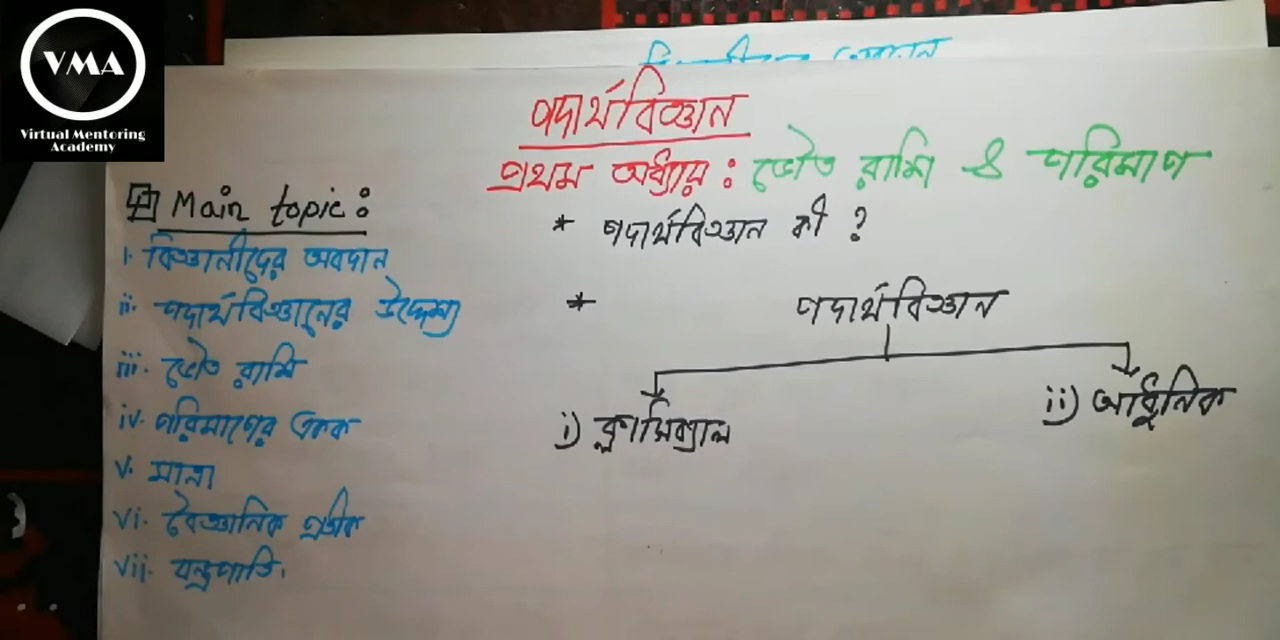 VMA
Virtual Mentoring
Academy
পদার্থবিজ্ঞান
প্রথম অধ্যায় : ভৌত রাশি ও পরিমাপ
Main topic :
i. বিজ্ঞানীদের অবদান
ii. পদার্থবিজ্ঞানের উদ্দেশ্য
iii. ভৌত রাশি
iv. পরিমাপের একক
v. মাত্রা
vi. বৈজ্ঞানিক প্রতীক
vii. যন্ত্রপাতি।
* পদার্থবিজ্ঞান কী ?
* পদার্থবিজ্ঞান
i) ক্লাসিক্যাল
ii) আধুনিক